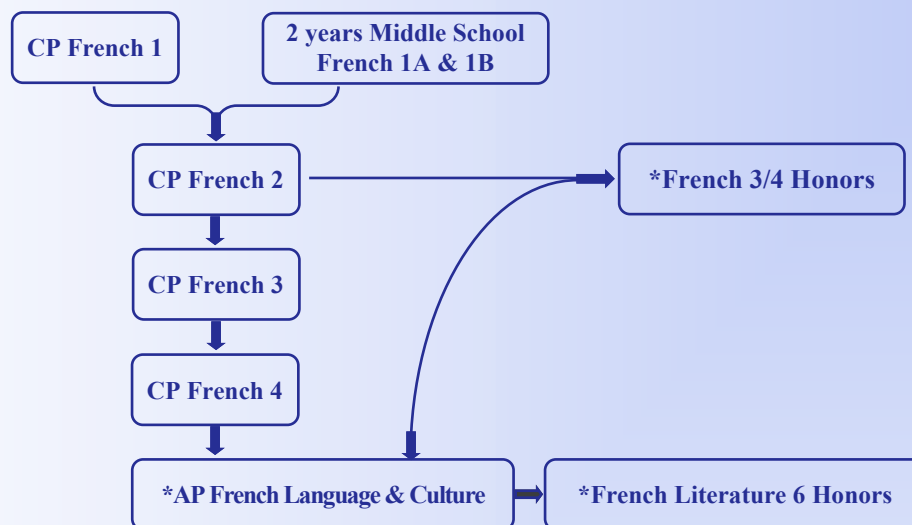 CP French 1
2 years Middle School
French 1A & 1B
CP French 2
*French 3/4 Honors
CP French 3
CP French 4
*AP French Language & Culture
*French Literature 6 Honors